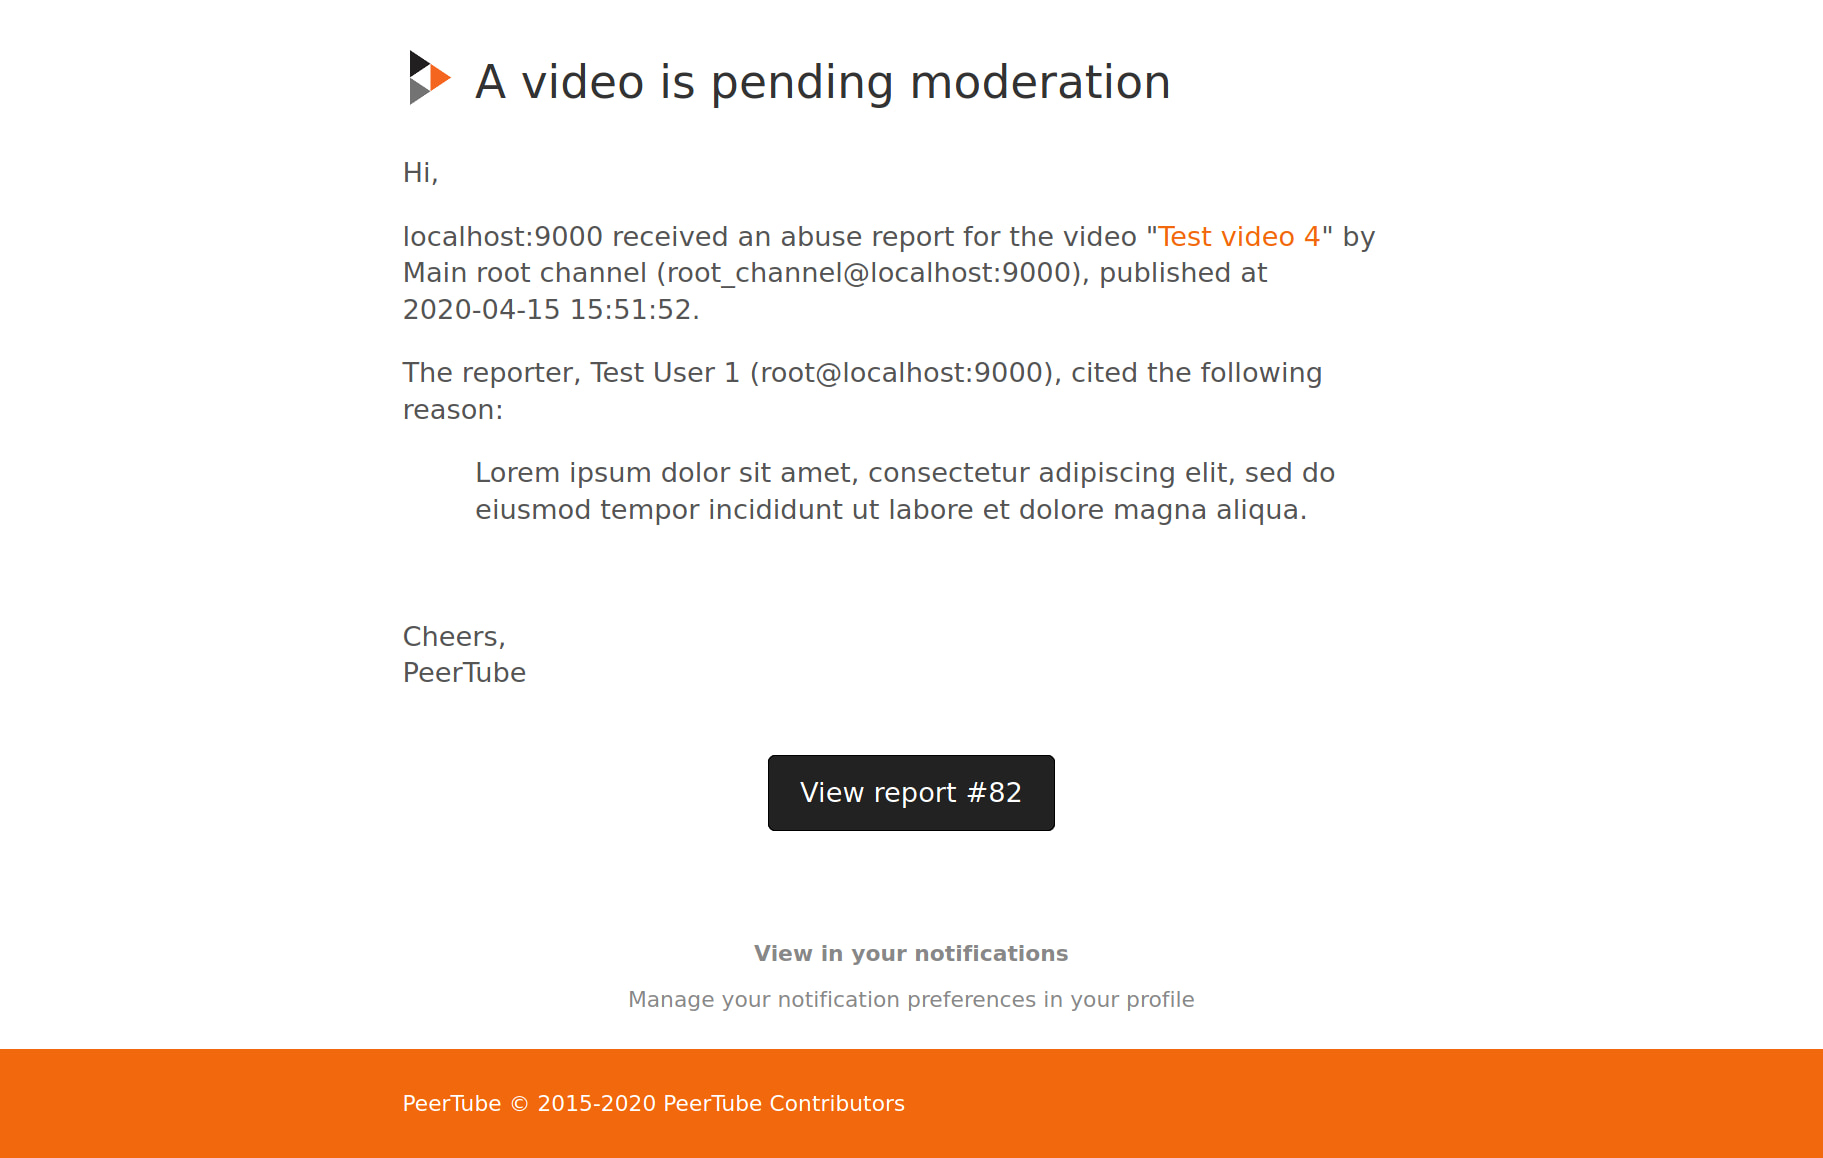 A video is pending moderation
Hi,
localhost:9000 received an abuse report for the video "Test video 4" by
Main root channel (root_channel@localhost:9000), published at
2020-04-15 15:51:52.
The reporter, Test User 1 (root@localhost:9000), cited the following
reason:
Lorem ipsum dolor sit amet, consectetur adipiscing elit, sed do
eiusmod tempor incididunt ut labore et dolore magna aliqua.
Cheers,
PeerTube
View report #82
View in your notifications
Manage your notification preferences in your profile
PeerTube © 2015-2020 PeerTube Contributors